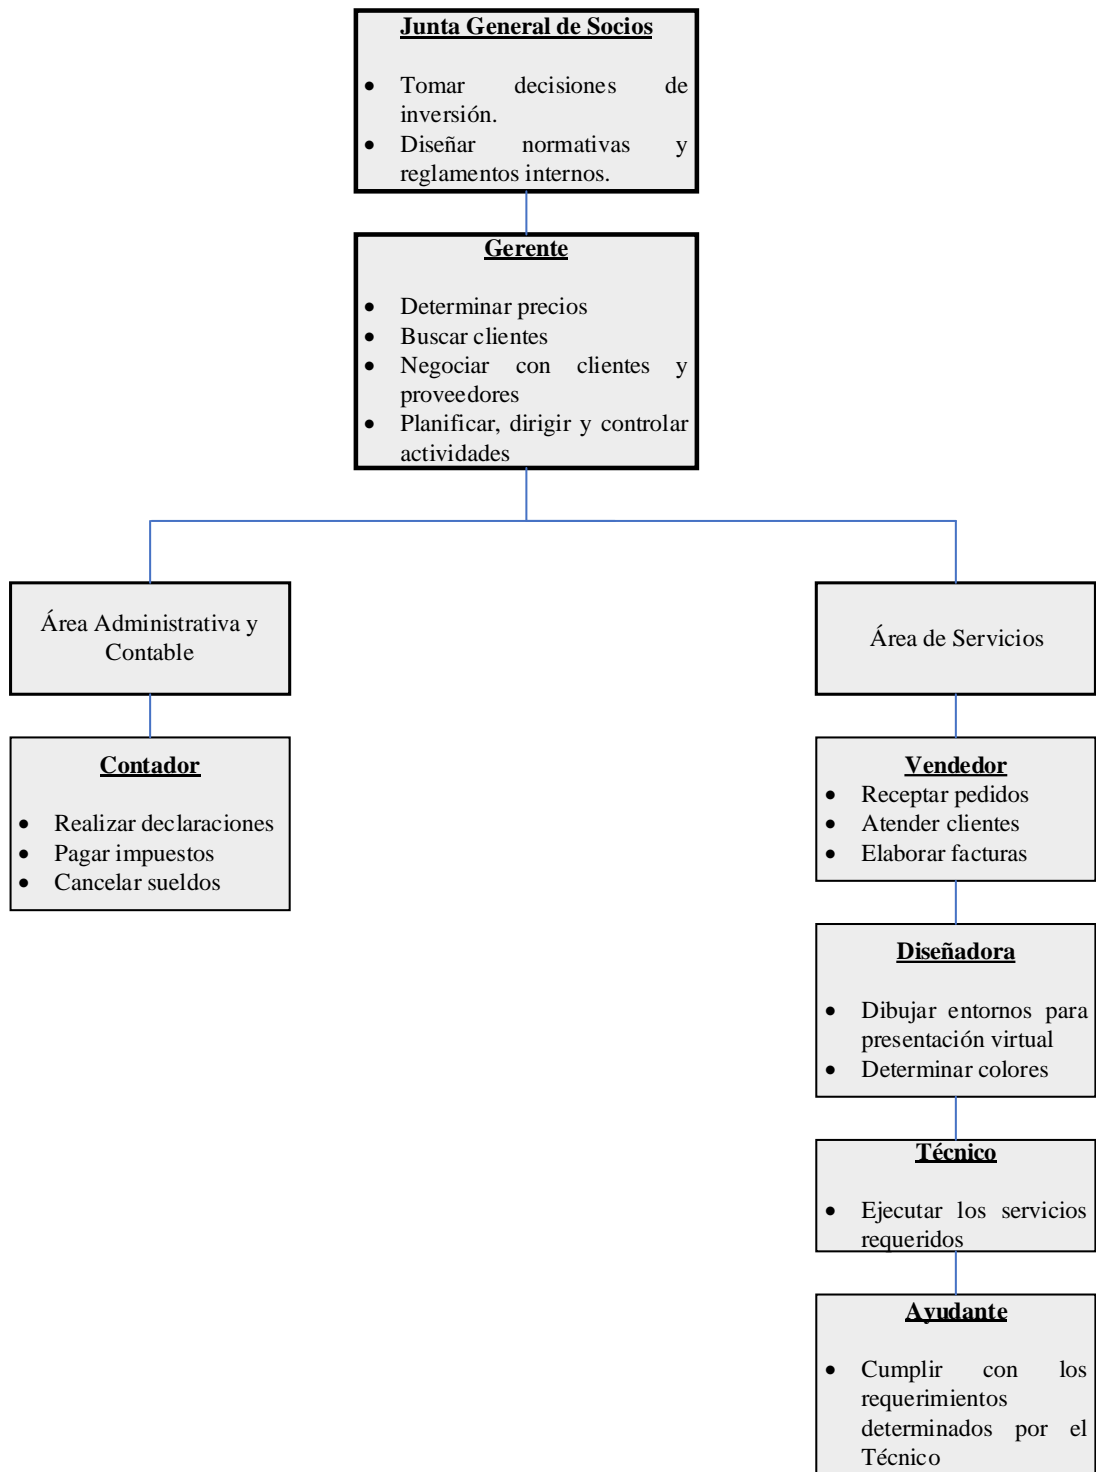 Junta General de Socios
• Tomar decisiones de
inversión.
• Diseñar normativas y
reglamentos internos.
Gerente
• Determinar precios
• Buscar clientes
• Negociar con clientes y
proveedores
• Planificar, dirigir y controlar
actividades
Área Administrativa y
Contable
Contador
• Realizar declaraciones
• Pagar impuestos
• Cancelar sueldos
Área de Servicios
Vendedor
• Receptar pedidos
• Atender clientes
• Elaborar facturas
Diseñadora
• Dibujar entornos para
presentación virtual
• Determinar colores
Técnico
• Ejecutar los servicios
requeridos
Ayudante
• Cumplir con los
requerimientos
determinados por el
Técnico